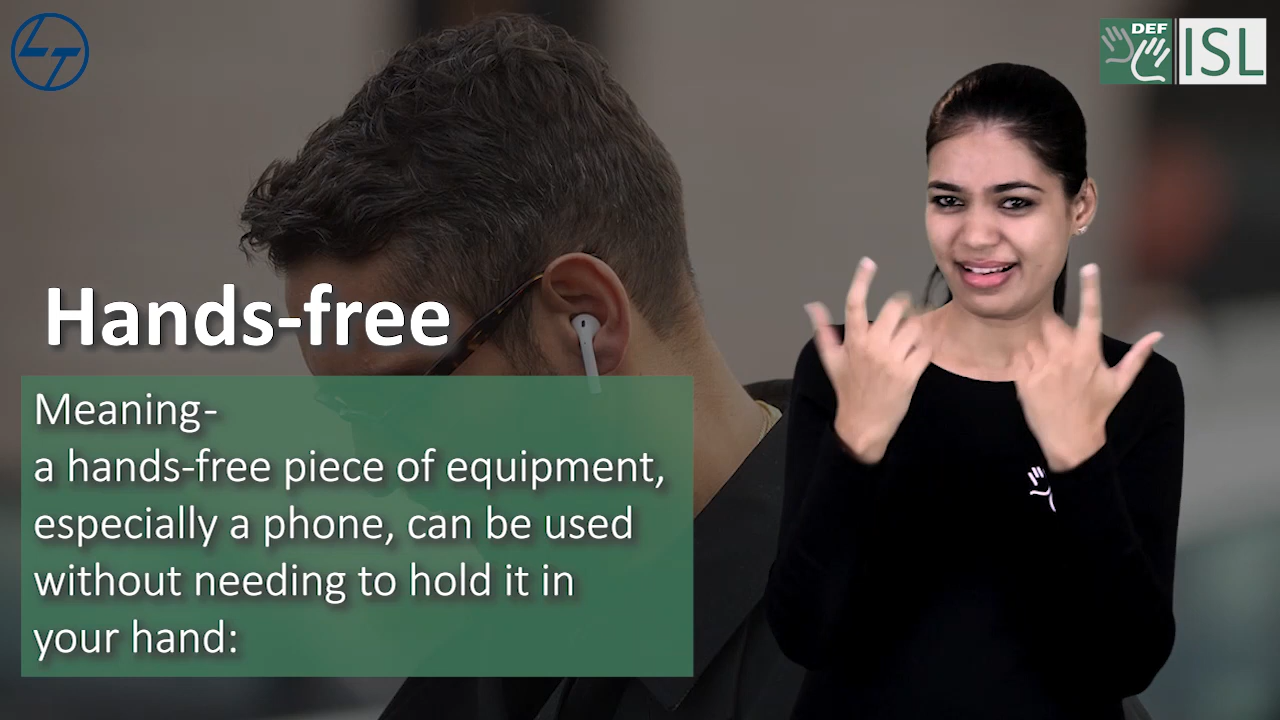 LT
DEF
ISL
Hands-free
Meaning-
a hands-free piece of equipment,
especially a phone, can be used
without needing to hold it in
your hand: